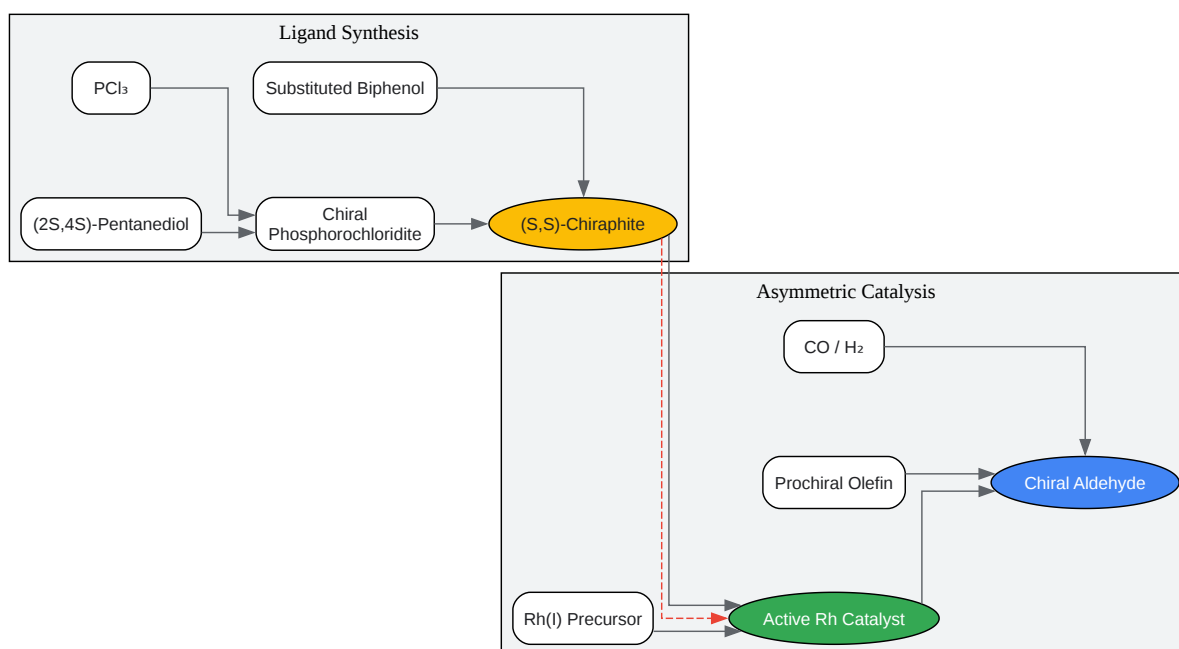 Ligand Synthesis
PCl₃
Substituted Biphenol
(2S,4S)-Pentanediol
Chiral
Phosphorochloridite
(S,S)-Chiraphite
Asymmetric Catalysis
CO / H₂
Prochiral Olefin
Chiral Aldehyde
Rh(I) Precursor
Active Rh Catalyst